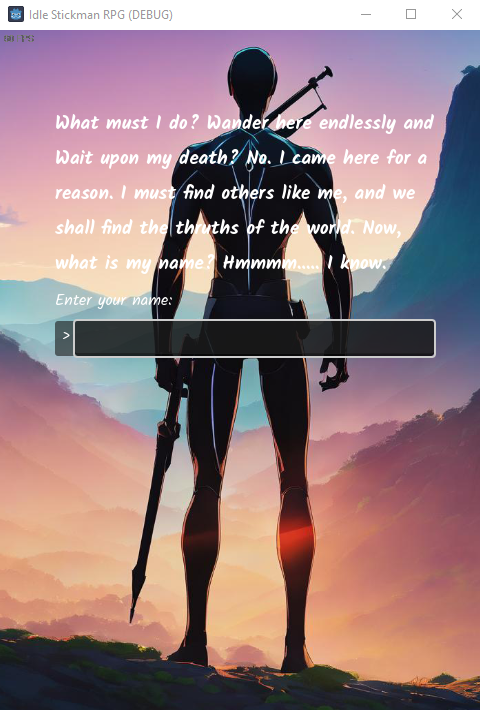 Idle Stickman RPG (DEBUG)
What must I do? Wander here endlessly and
Wait upon my death? No. I came here for a
reason. I must find others like me, and we
shall find the thruths of the world. Now,
what is my name? Hmmmm..... I know.
Enter your name:
>